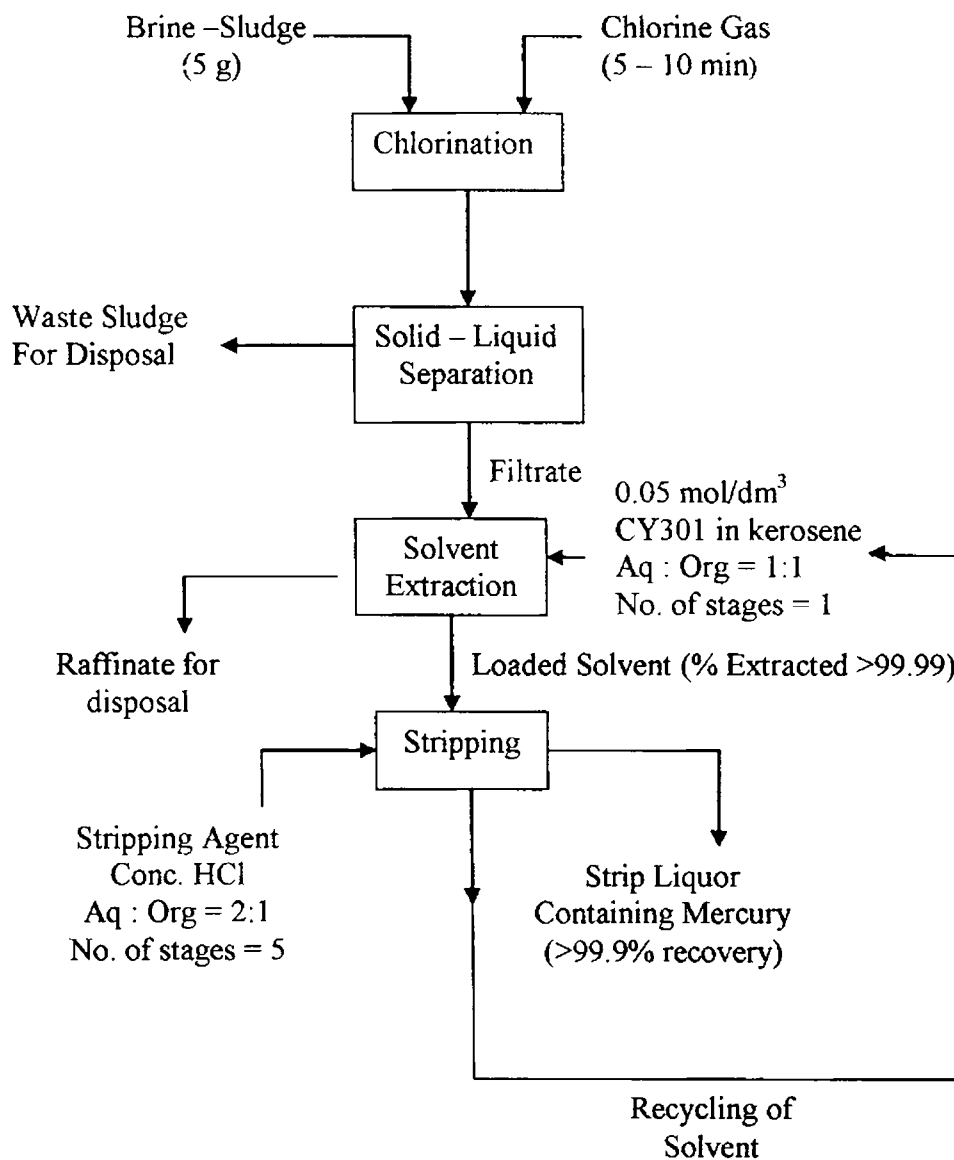 Brine –Sludge
(5 g)
Chlorine Gas
(5 – 10 min)
Chlorination
Waste Sludge
For Disposal
Solid – Liquid
Separation
Filtrate
0.05 mol/dm³
CY301 in kerosene
Aq : Org = 1:1
No. of stages = 1
Solvent
Extraction
Raffinate for
disposal
Loaded Solvent (% Extracted >99.99)
Stripping
Stripping Agent
Conc. HCl
Aq : Org = 2:1
No. of stages = 5
Strip Liquor
Containing Mercury
(>99.9% recovery)
Recycling of
Solvent